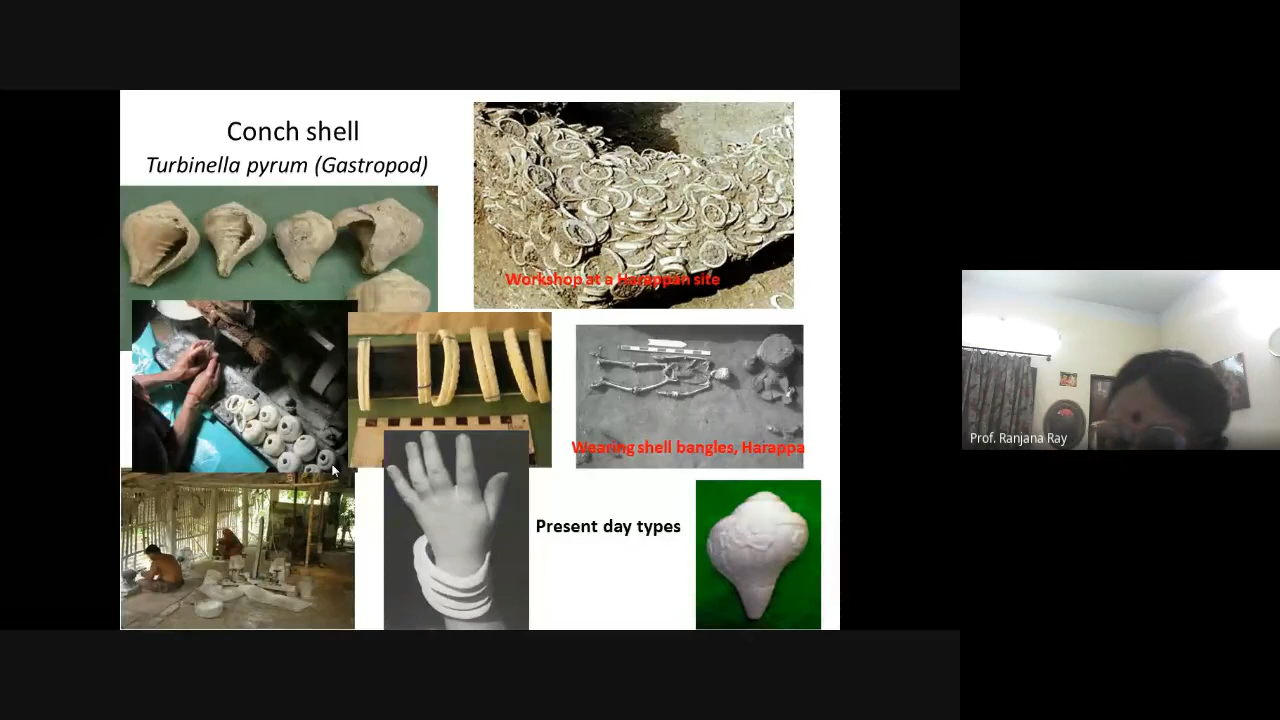 Conch shell
Turbinella pyrum (Gastropod)
Workshop at a Harappan site
Wearing shell bangles, Harappa
Present day types
Prof. Ranjana Ray